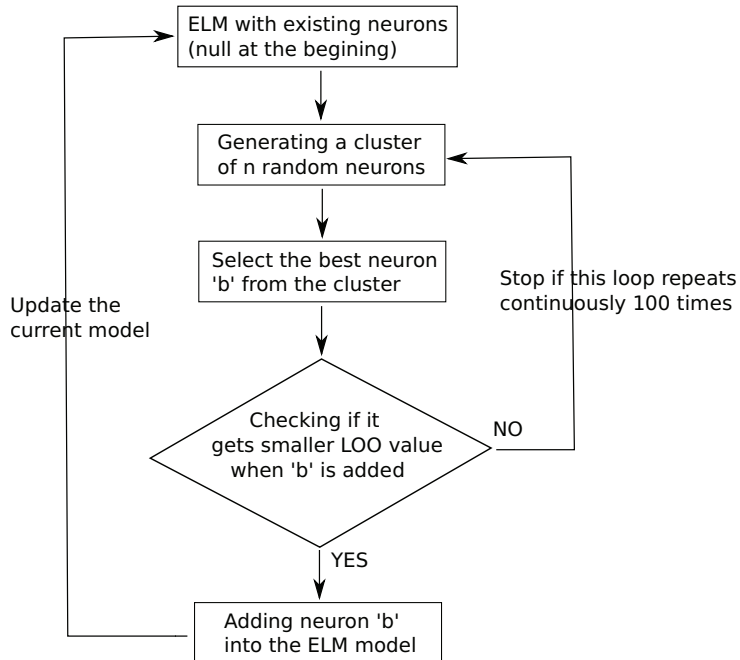 ELM with existing neurons
(null at the begining)
Generating a cluster
of n random neurons
Select the best neuron
'b' from the cluster
Stop if this loop repeats
continuously 100 times
Update the
current model
Checking if it
gets smaller LOO value
when 'b' is added
NO
YES
Adding neuron 'b'
into the ELM model